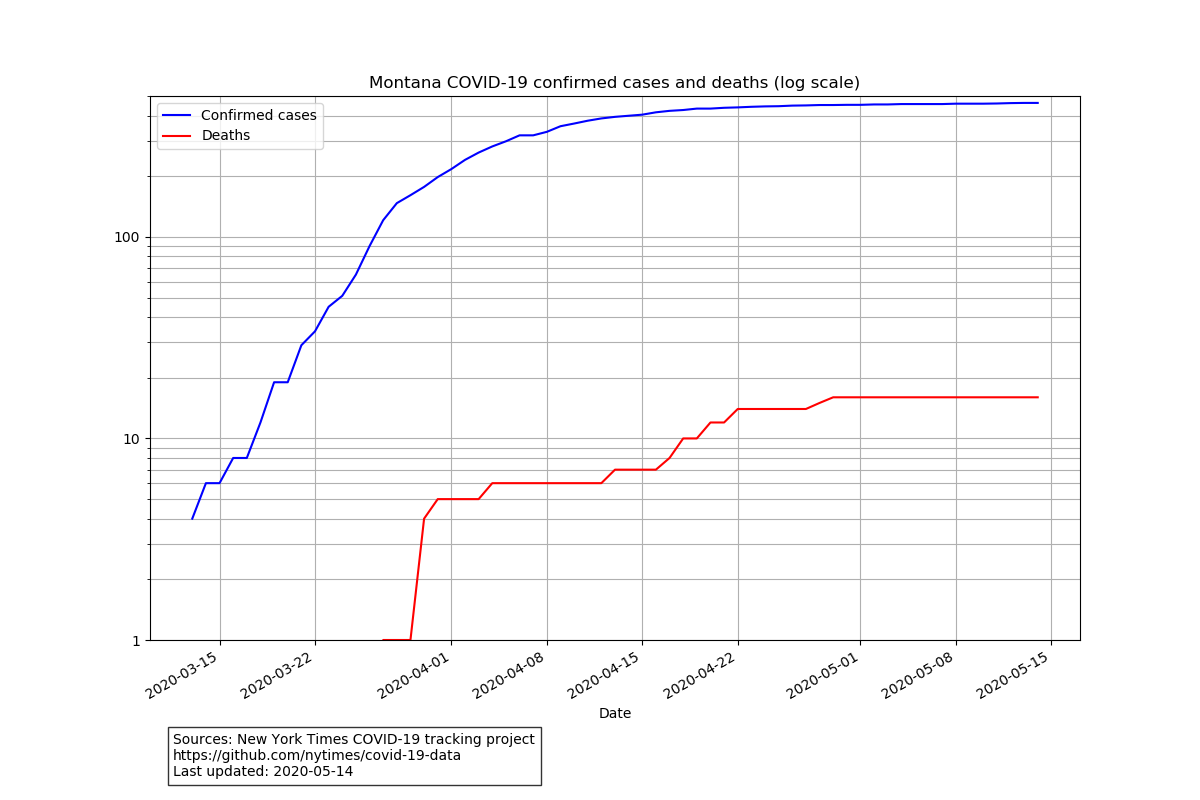 Montana COVID-19 confirmed cases and deaths (log scale)
Confirmed cases
Deaths
100
10
1
2020-03-15
2020-03-22
2020-04-01
2020-04-08
2020-04-15
2020-04-22
2020-05-01
2020-05-08
2020-05-15
Date
Sources: New York Times COVID-19 tracking project
https://github.com/nytimes/covid-19-data
Last updated: 2020-05-14